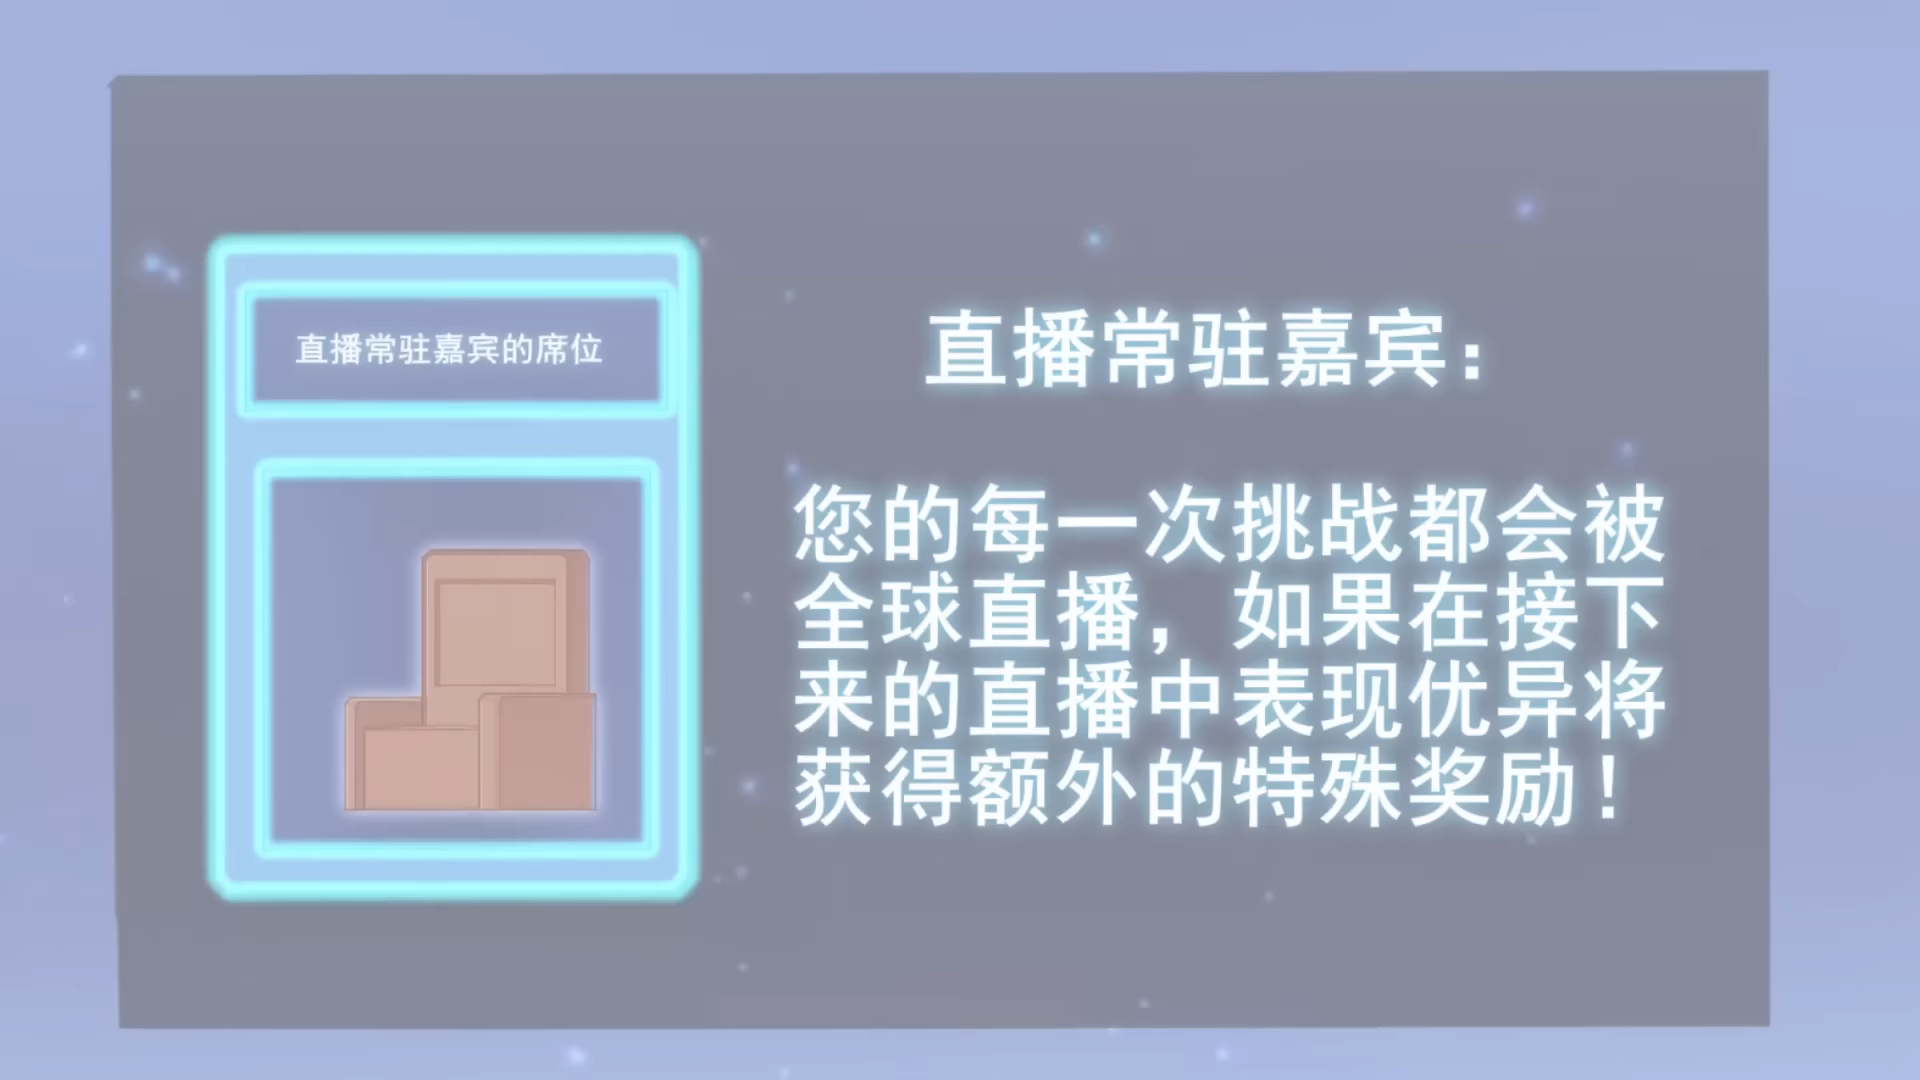 直播常驻嘉宾的席位
直播常驻嘉宾：
您的每一次挑战都会被
全球直播，如果在接下
来的直播中表现优异将
获得额外的特殊奖励！